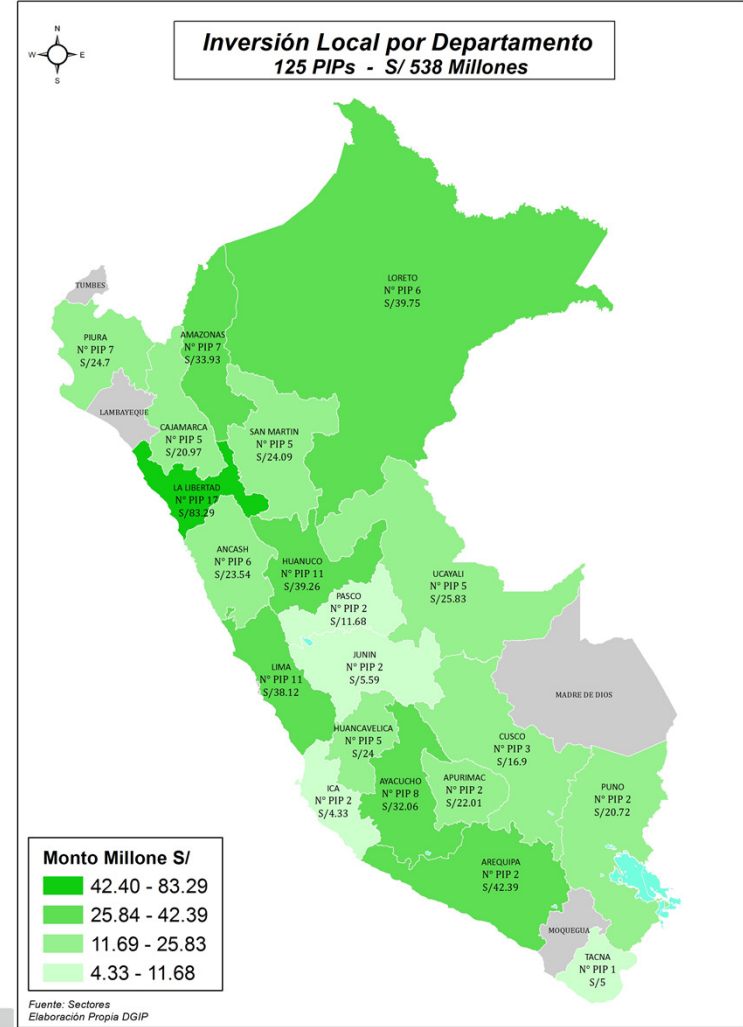 N
W E
S
Inversión Local por Departamento
125 PIPs - S/ 538 Millones
TUMBES
LORETO
N° PIP 6
S/39.75
PIURA
N° PIP 7
S/24.7
AMAZONAS
N° PIP 7
S/33.93
LAMBAYEQUE
CAJAMARCA
N° PIP 5
S/20.97
SAN MARTIN
N° PIP 5
S/24.09
LA LIBERTAD
N° PIP 17
S/83.29
ANCASH
N° PIP 6
S/23.54
HUANUCO
N° PIP 11
S/39.26
UCAYALI
N° PIP 5
S/25.83
PASCO
N° PIP 2
S/11.68
JUNIN
N° PIP 2
S/5.59
LIMA
N° PIP 11
S/38.12
MADRE DE DIOS
HUANCAVELICA
N° PIP 5
S/24
CUSCO
N° PIP 3
S/16.9
ICA
N° PIP 2
S/4.33
AYACUCHO
N° PIP 8
S/32.06
APURIMAC
N° PIP 2
S/22.01
PUNO
N° PIP 2
S/20.72
AREQUIPA
N° PIP 2
S/42.39
MOQUEGUA
TACNA
N° PIP 1
S/5
Monto Millone S/
42.40 - 83.29
25.84 - 42.39
11.69 - 25.83
4.33 - 11.68
Fuente: Sectores
Elaboración Propia DGIP